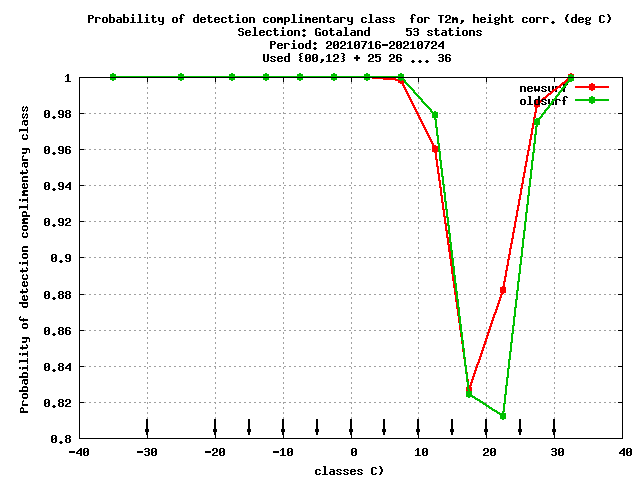 Probability of detection complimentary class  for T2m, height corr. (deg C)
Selection: Gotaland     53 stations
Period: 20210716-20210724
Used {00,12} + 25 26 ... 36
newsurf
oldsurf
1
0.98
0.96
0.94
0.92
0.9
0.88
0.86
0.84
0.82
0.8
Probability of detection complimentary class
-40 -30 -20 -10 0 10 20 30 40
classes C)